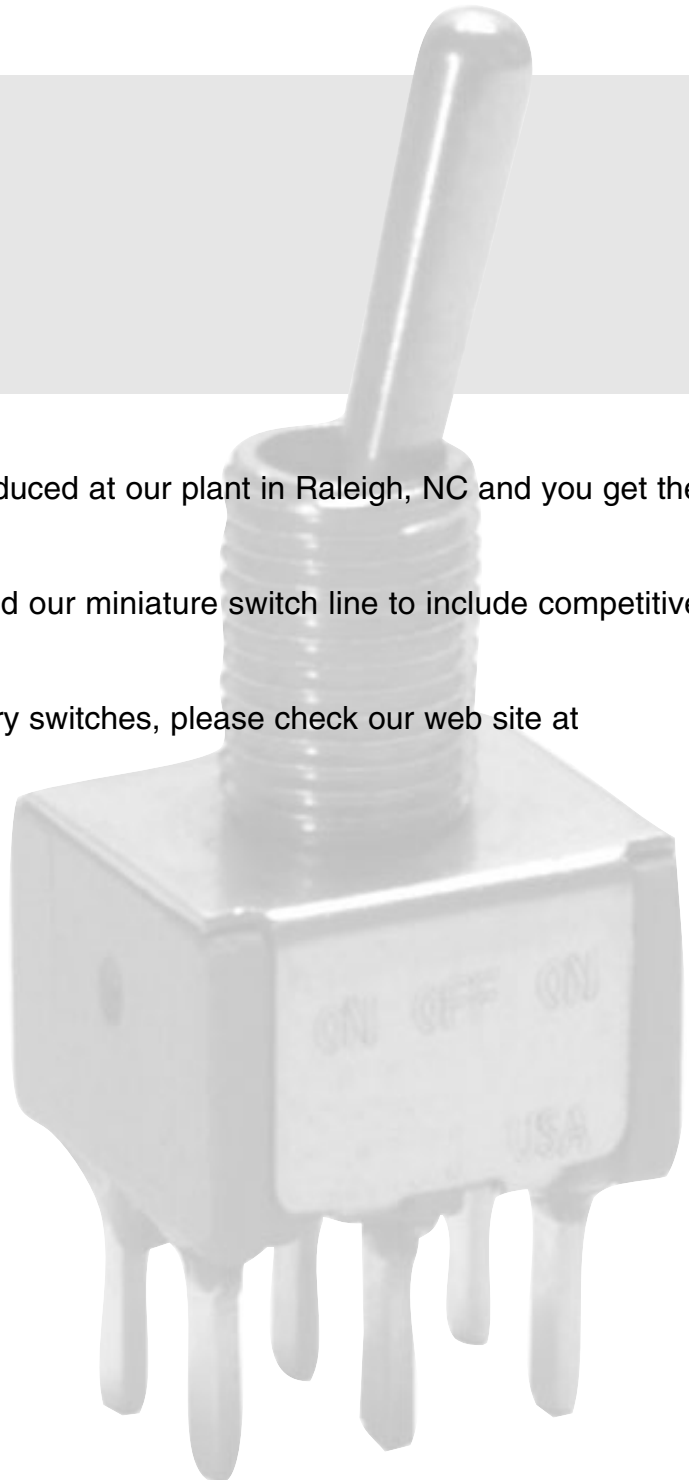 duced at our plant in Raleigh, NC and you get the
d our miniature switch line to include competitive
ry switches, please check our web site at
ON OFF ON
USA